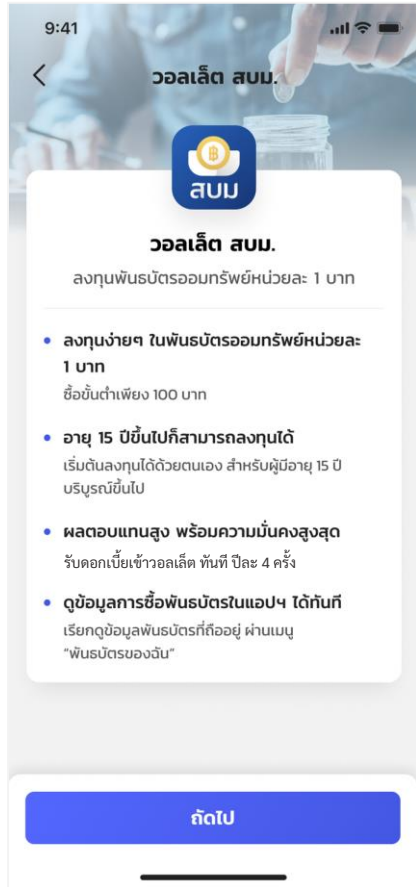 9:41
วอลเล็ต สบม.
สบม
วอลเล็ต สบม.
ลงทุนพันธบัตรออมทรัพย์หน่วยละ 1 บาท
• ลงทุนง่ายๆ ในพันธบัตรออมทรัพย์หน่วยละ
1 บาท
ซื้อขั้นต่ำเพียง 100 บาท
• อายุ 15 ปีขึ้นไปก็สามารถลงทุนได้
เริ่มต้นลงทุนได้ด้วยตนเอง สำหรับผู้มีอายุ 15 ปี
บริบูรณ์ขึ้นไป
• ผลตอบแทนสูง พร้อมความมั่นคงสูงสุด
รับดอกเบี้ยเข้าวอลเล็ต ทันที ปีละ 4 ครั้ง
• ดูข้อมูลการซื้อพันธบัตรในแอปฯ ได้ทันที
เรียกดูข้อมูลพันธบัตรที่ถืออยู่ ผ่านเมนู
“พันธบัตรของฉัน”
ถัดไป